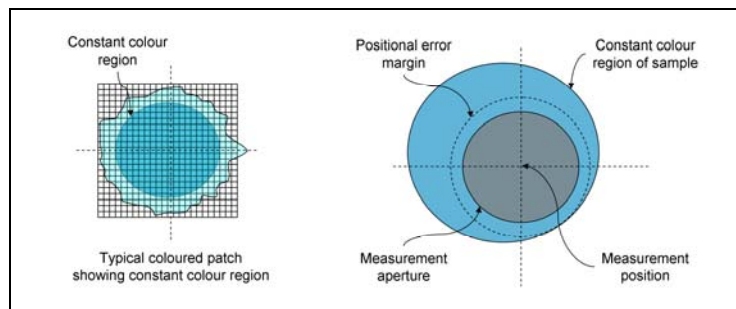 Constant colour
region
Typical coloured patch
showing constant colour region
Positional error
margin
Constant colour
region of sample
Measurement
aperture
Measurement
position